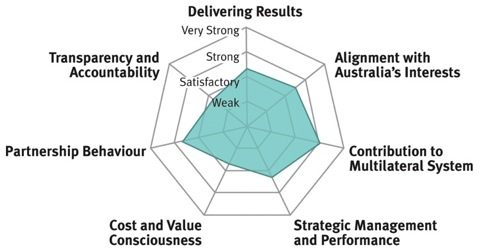 Delivering Results
Very Strong
Strong
Satisfactory
Weak
Transparency and
Accountability
Alignment with
Australia's Interests
Partnership Behaviour
Contribution to
Multilateral System
Cost and Value
Consciousness
Strategic Management
and Performance